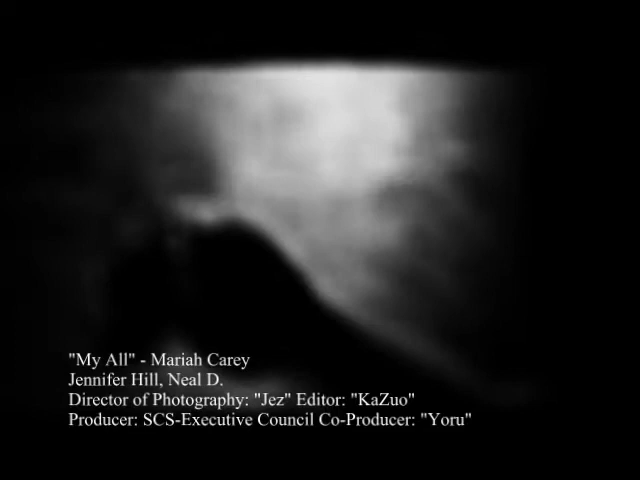 "My All" - Mariah Carey
Jennifer Hill, Neal D.
Director of Photography: "Jez" Editor: "KaZuo"
Producer: SCS-Executive Council Co-Producer: "Yoru"